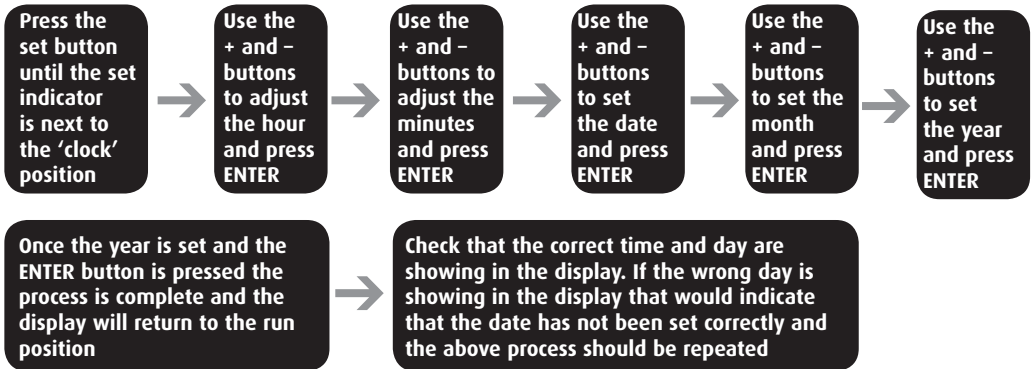 Press the
set button
until the set
indicator
is next to
the ‘clock’
position
Use the
+ and –
buttons
to adjust
the hour
and press
ENTER
Use the
+ and –
buttons to
adjust the
minutes
and press
ENTER
Use the
+ and –
buttons
to set
the date
and press
ENTER
Use the
+ and –
buttons
to set the
month
and press
ENTER
Use the
+ and –
buttons
to set
the year
and press
ENTER
Once the year is set and the
ENTER button is pressed the
process is complete and the
display will return to the run
position
Check that the correct time and day are
showing in the display. If the wrong day is
showing in the display that would indicate
that the date has not been set correctly and
the above process should be repeated